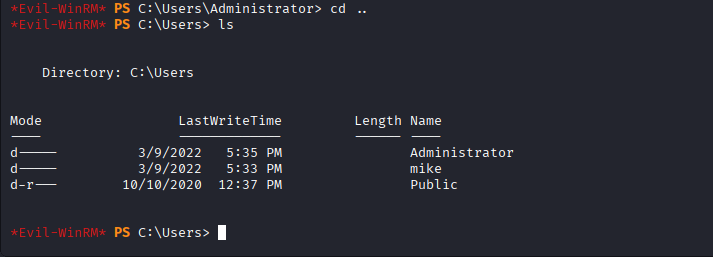 *Evil-WinRM* PS C:\Users\Administrator> cd ..
*Evil-WinRM* PS C:\Users> ls
Directory: C:\Users
Mode                 LastWriteTime         Length Name
----                 -------------         ------ ----
d-----          3/9/2022   5:35 PM                Administrator
d-----          3/9/2022   5:33 PM                mike
d-r---        10/10/2020  12:37 PM                Public
*Evil-WinRM* PS C:\Users>